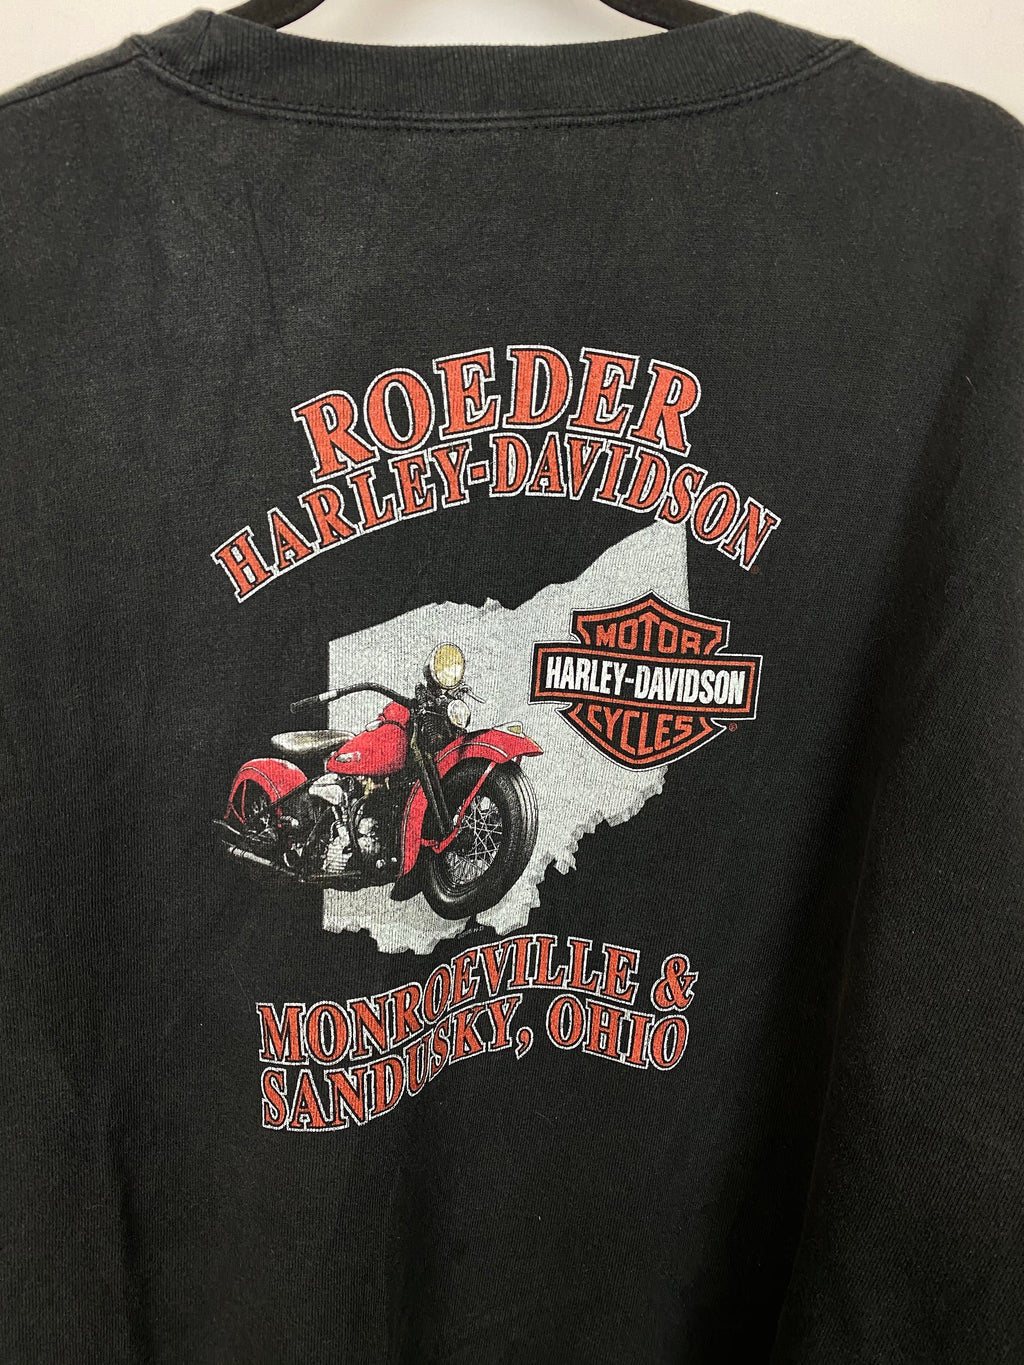 ROEDER
HARLEY-DAVIDSON
MOTOR
HARLEY-DAVIDSON
CYCLES
®
MONROEVILLE &
SANDUSKY, OHIO